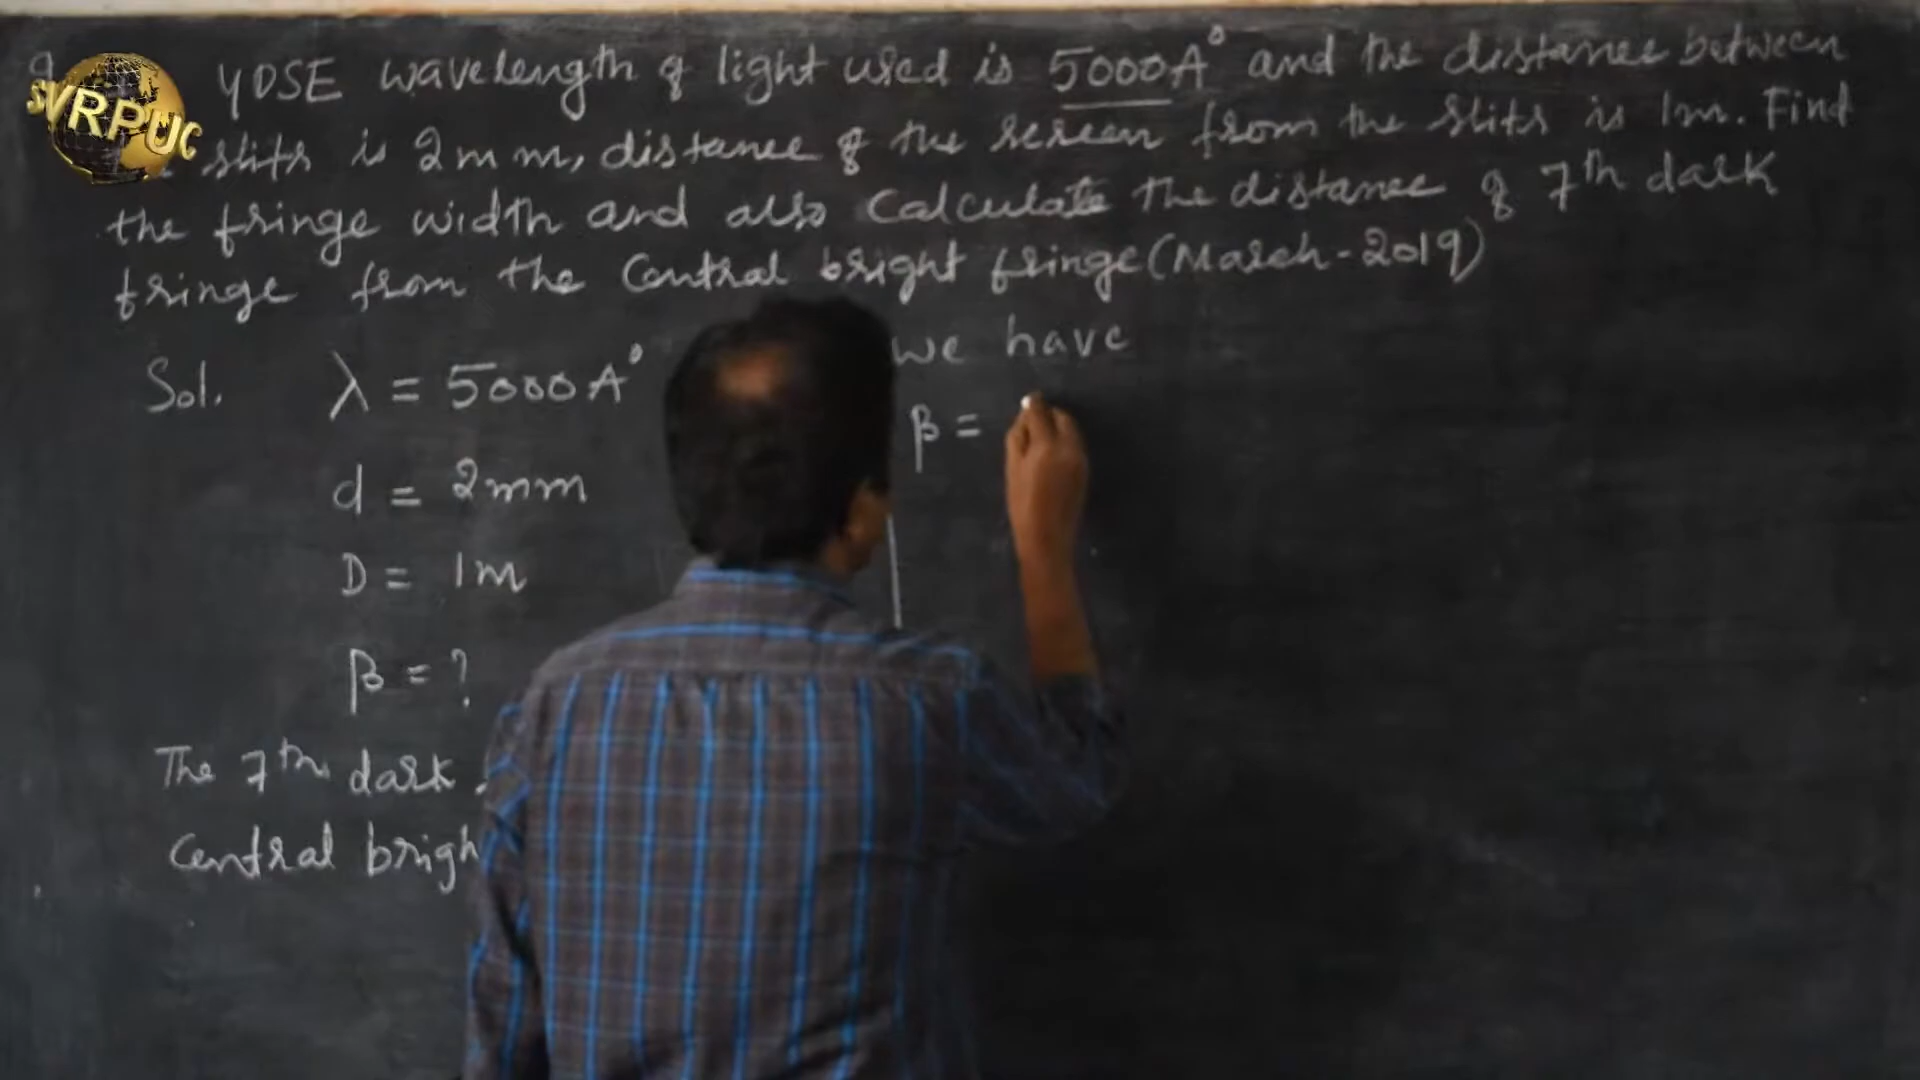 SVRPUC
YDSE wavelength of light used is 5000A° and the distance between
slits is 2mm, distance of the screen from the slits is 1m. Find
the fringe width and also Calculate the distance of 7th dark
fringe from the Central bright fringe (March-2019)
Sol. λ = 5000A°
d = 2mm
D = 1m
β = ?
The 7th dark
Central brigh
we have
β =